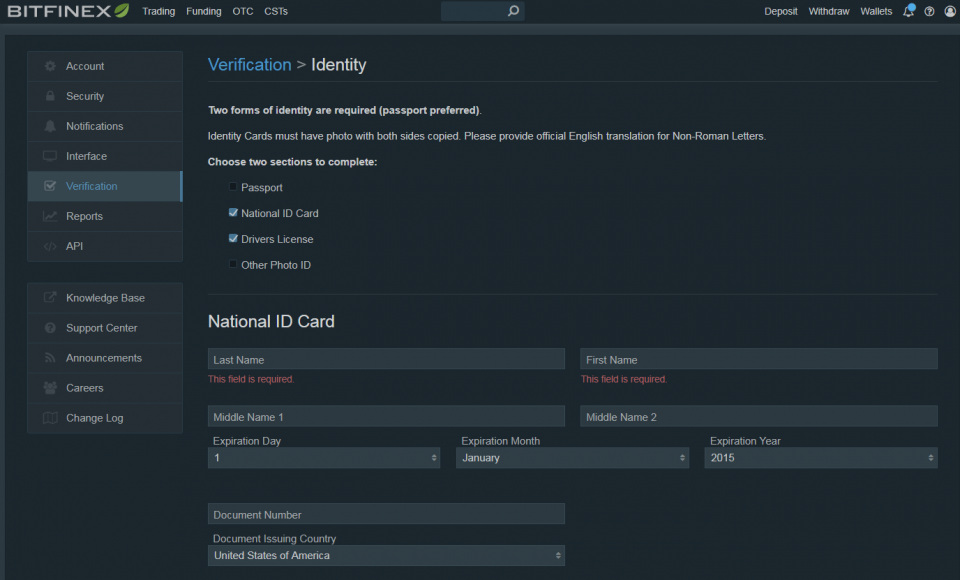 BITFINEX Trading Funding OTC CSTs Deposit Withdraw Wallets
Account
Security
Notifications
Interface
Verification
Reports
API
Knowledge Base
Support Center
Announcements
Careers
Change Log
Verification > Identity
Two forms of identity are required (passport preferred).
Identity Cards must have photo with both sides copied. Please provide official English translation for Non-Roman Letters.
Choose two sections to complete:
Passport
National ID Card
Drivers License
Other Photo ID
National ID Card
Last Name First Name
This field is required. This field is required.
Middle Name 1 Middle Name 2
Expiration Day Expiration Month Expiration Year
1 January 2015
Document Number
Document Issuing Country
United States of America